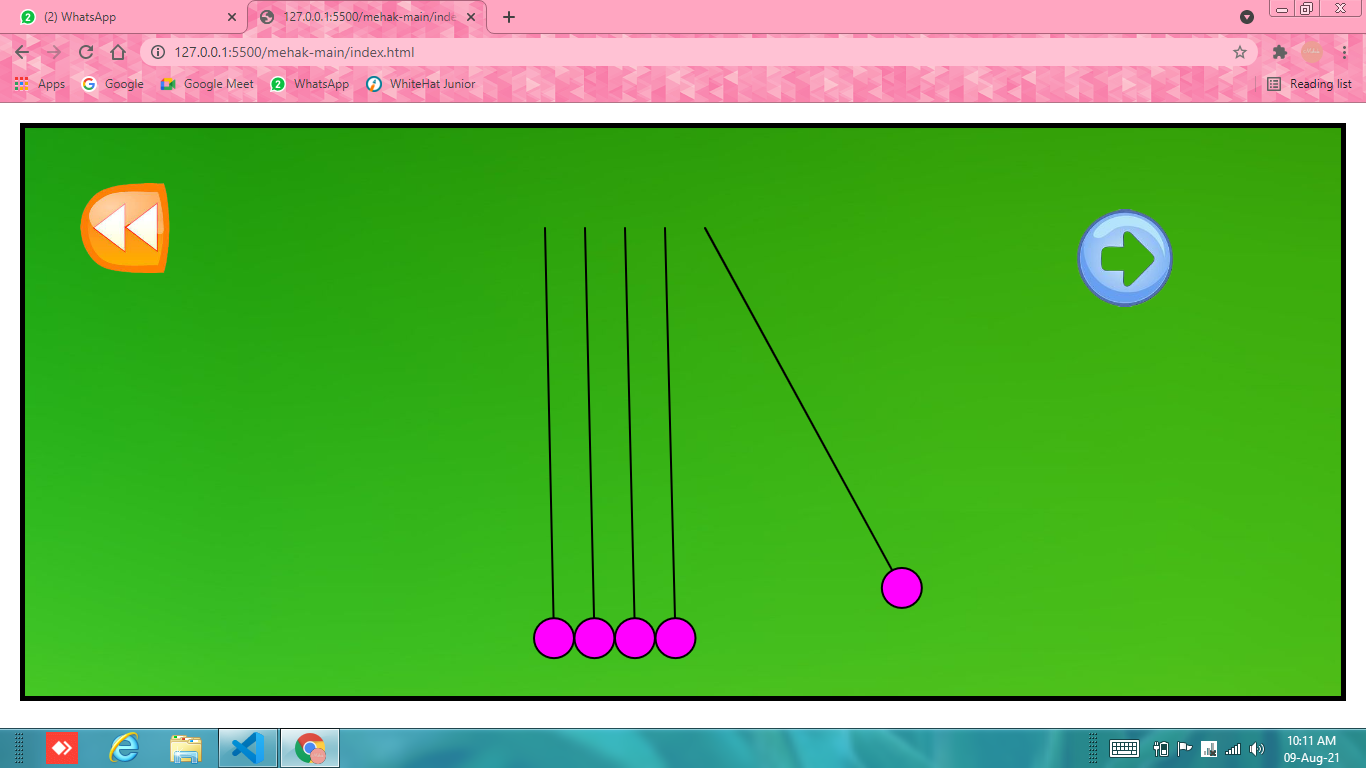 (2) WhatsApp
127.0.0.1:5500/mehak-main/inde
127.0.0.1:5500/mehak-main/index.html
Apps Google Google Meet WhatsApp WhiteHat Junior Reading list
10:11 AM
09-Aug-21